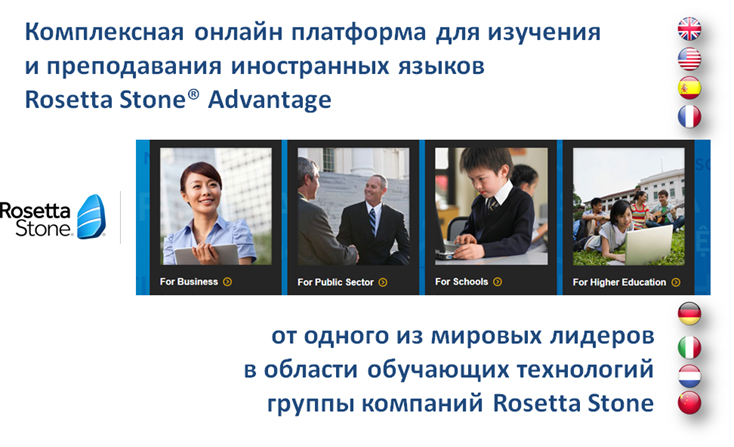 Комплексная онлайн платформа для изучения
и преподавания иностранных языков
Rosetta Stone® Advantage
Rosetta
Stone
For Business
For Public Sector
For Schools
For Higher Education
от одного из мировых лидеров
в области обучающих технологий
группы компаний Rosetta Stone